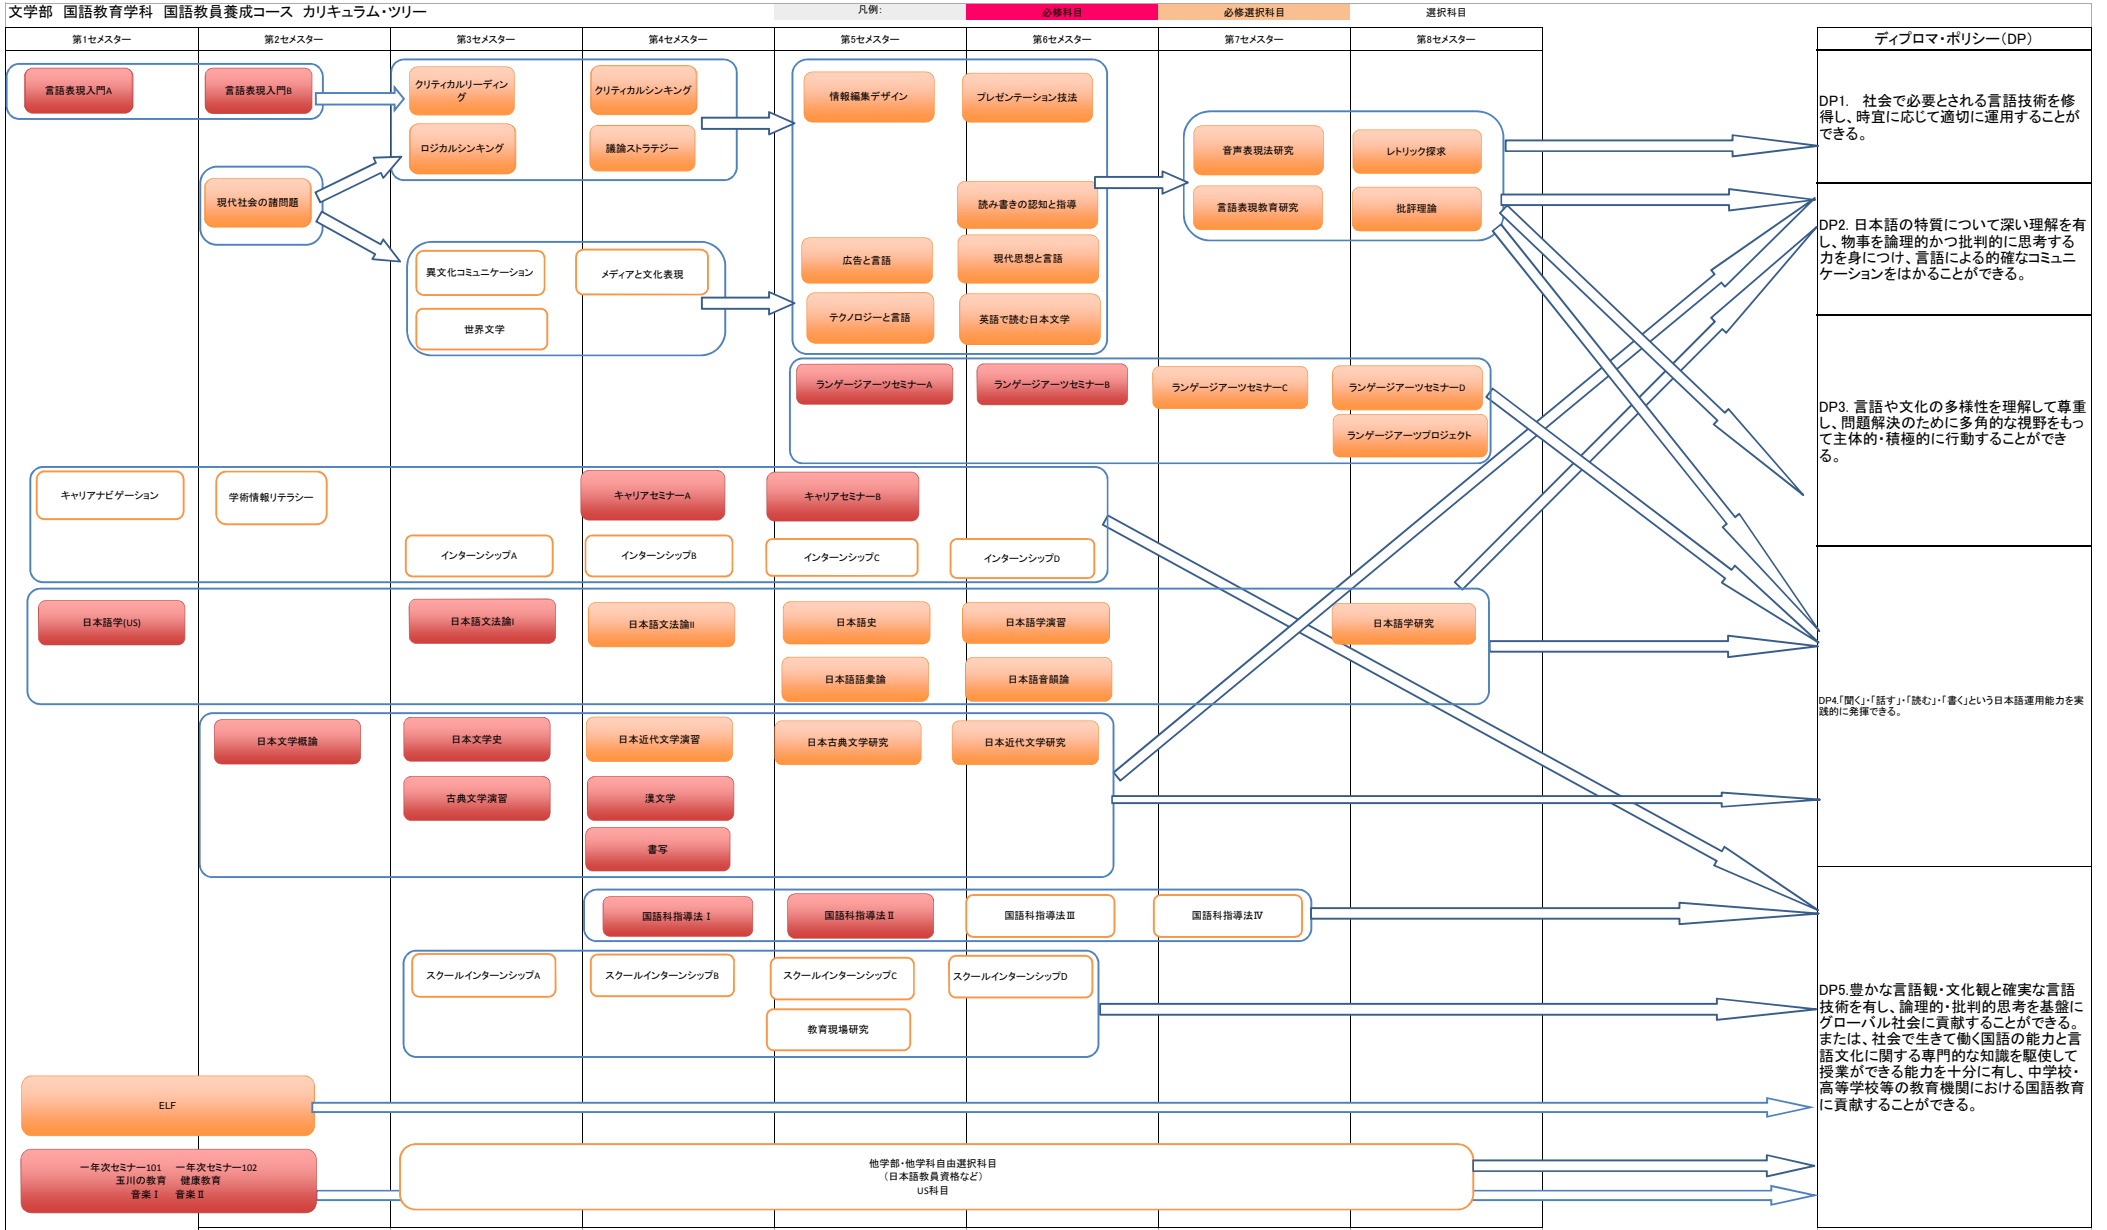 文学部 国語教育学科 国語教員養成コース カリキュラム・ツリー
凡例:
必修科目
必修選択科目
選択科目
第1セメスター
第2セメスター
第3セメスター
第4セメスター
第5セメスター
第6セメスター
第7セメスター
第8セメスター
ディプロマ・ポリシー(DP)
言語表現入門A
言語表現入門B
クリティカルリーディン
グ
クリティカルシンキング
ロジカルシンキング
議論ストラテジー
現代社会の諸問題
異文化コミュニケーション
メディアと文化表現
世界文学
情報編集デザイン
プレゼンテーション技法
読み書きの認知と指導
広告と言語
現代思想と言語
テクノロジーと言語
英語で読む日本文学
音声表現法研究
レトリック探求
言語表現教育研究
批評理論
ランゲージアーツセミナーA
ランゲージアーツセミナーB
ランゲージアーツセミナーC
ランゲージアーツセミナーD
ランゲージアーツプロジェクト
キャリアナビゲーション
学術情報リテラシー
キャリアセミナーA
キャリアセミナーB
インターンシップA
インターンシップB
インターンシップC
インターンシップD
日本語学(US)
日本語文法論I
日本語文法論II
日本語史
日本語学演習
日本語学研究
日本語語彙論
日本語音韻論
日本文学概論
日本文学史
日本近代文学演習
日本古典文学研究
日本近代文学研究
古典文学演習
漢文学
書写
国語科指導法Ⅰ
国語科指導法Ⅱ
国語科指導法Ⅲ
国語科指導法Ⅳ
スクールインターンシップA
スクールインターンシップB
スクールインターンシップC
スクールインターンシップD
教育現場研究
ELF
一年次セミナー101 一年次セミナー102
玉川の教育 健康教育
音楽Ⅰ 音楽Ⅱ
他学部・他学科自由選択科目
(日本語教員資格など)
US科目
DP1. 社会で必要とされる言語技術を修
得し、時宜に応じて適切に運用することが
できる。
DP2. 日本語の特質について深い理解を有
し、物事を論理的かつ批判的に思考する
力を身につけ、言語による的確なコミュニ
ケーションをはかることができる。
DP3. 言語や文化の多様性を理解して尊重
し、問題解決のために多角的な視野をもっ
て主体的・積極的に行動することができ
る。
DP4.「聞く」・「話す」・「読む」・「書く」という日本語運用能力を実
践的に発揮できる。
DP5.豊かな言語観・文化観と確実な言語
技術を有し、論理的・批判的思考を基盤に
グローバル社会に貢献することができる。
または、社会で生きて働く国語の能力と言
語文化に関する専門的な知識を駆使して
授業ができる能力を十分に有し、中学校・
高等学校等の教育機関における国語教育
に貢献することができる。